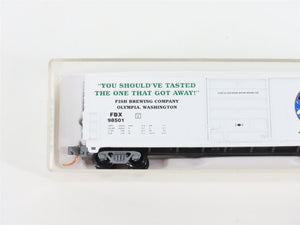 "YOU SHOULD'VE TASTED
THE ONE THAT GOT AWAY!"
FISH BREWING COMPANY
OLYMPIA, WASHINGTON
FBX
98501